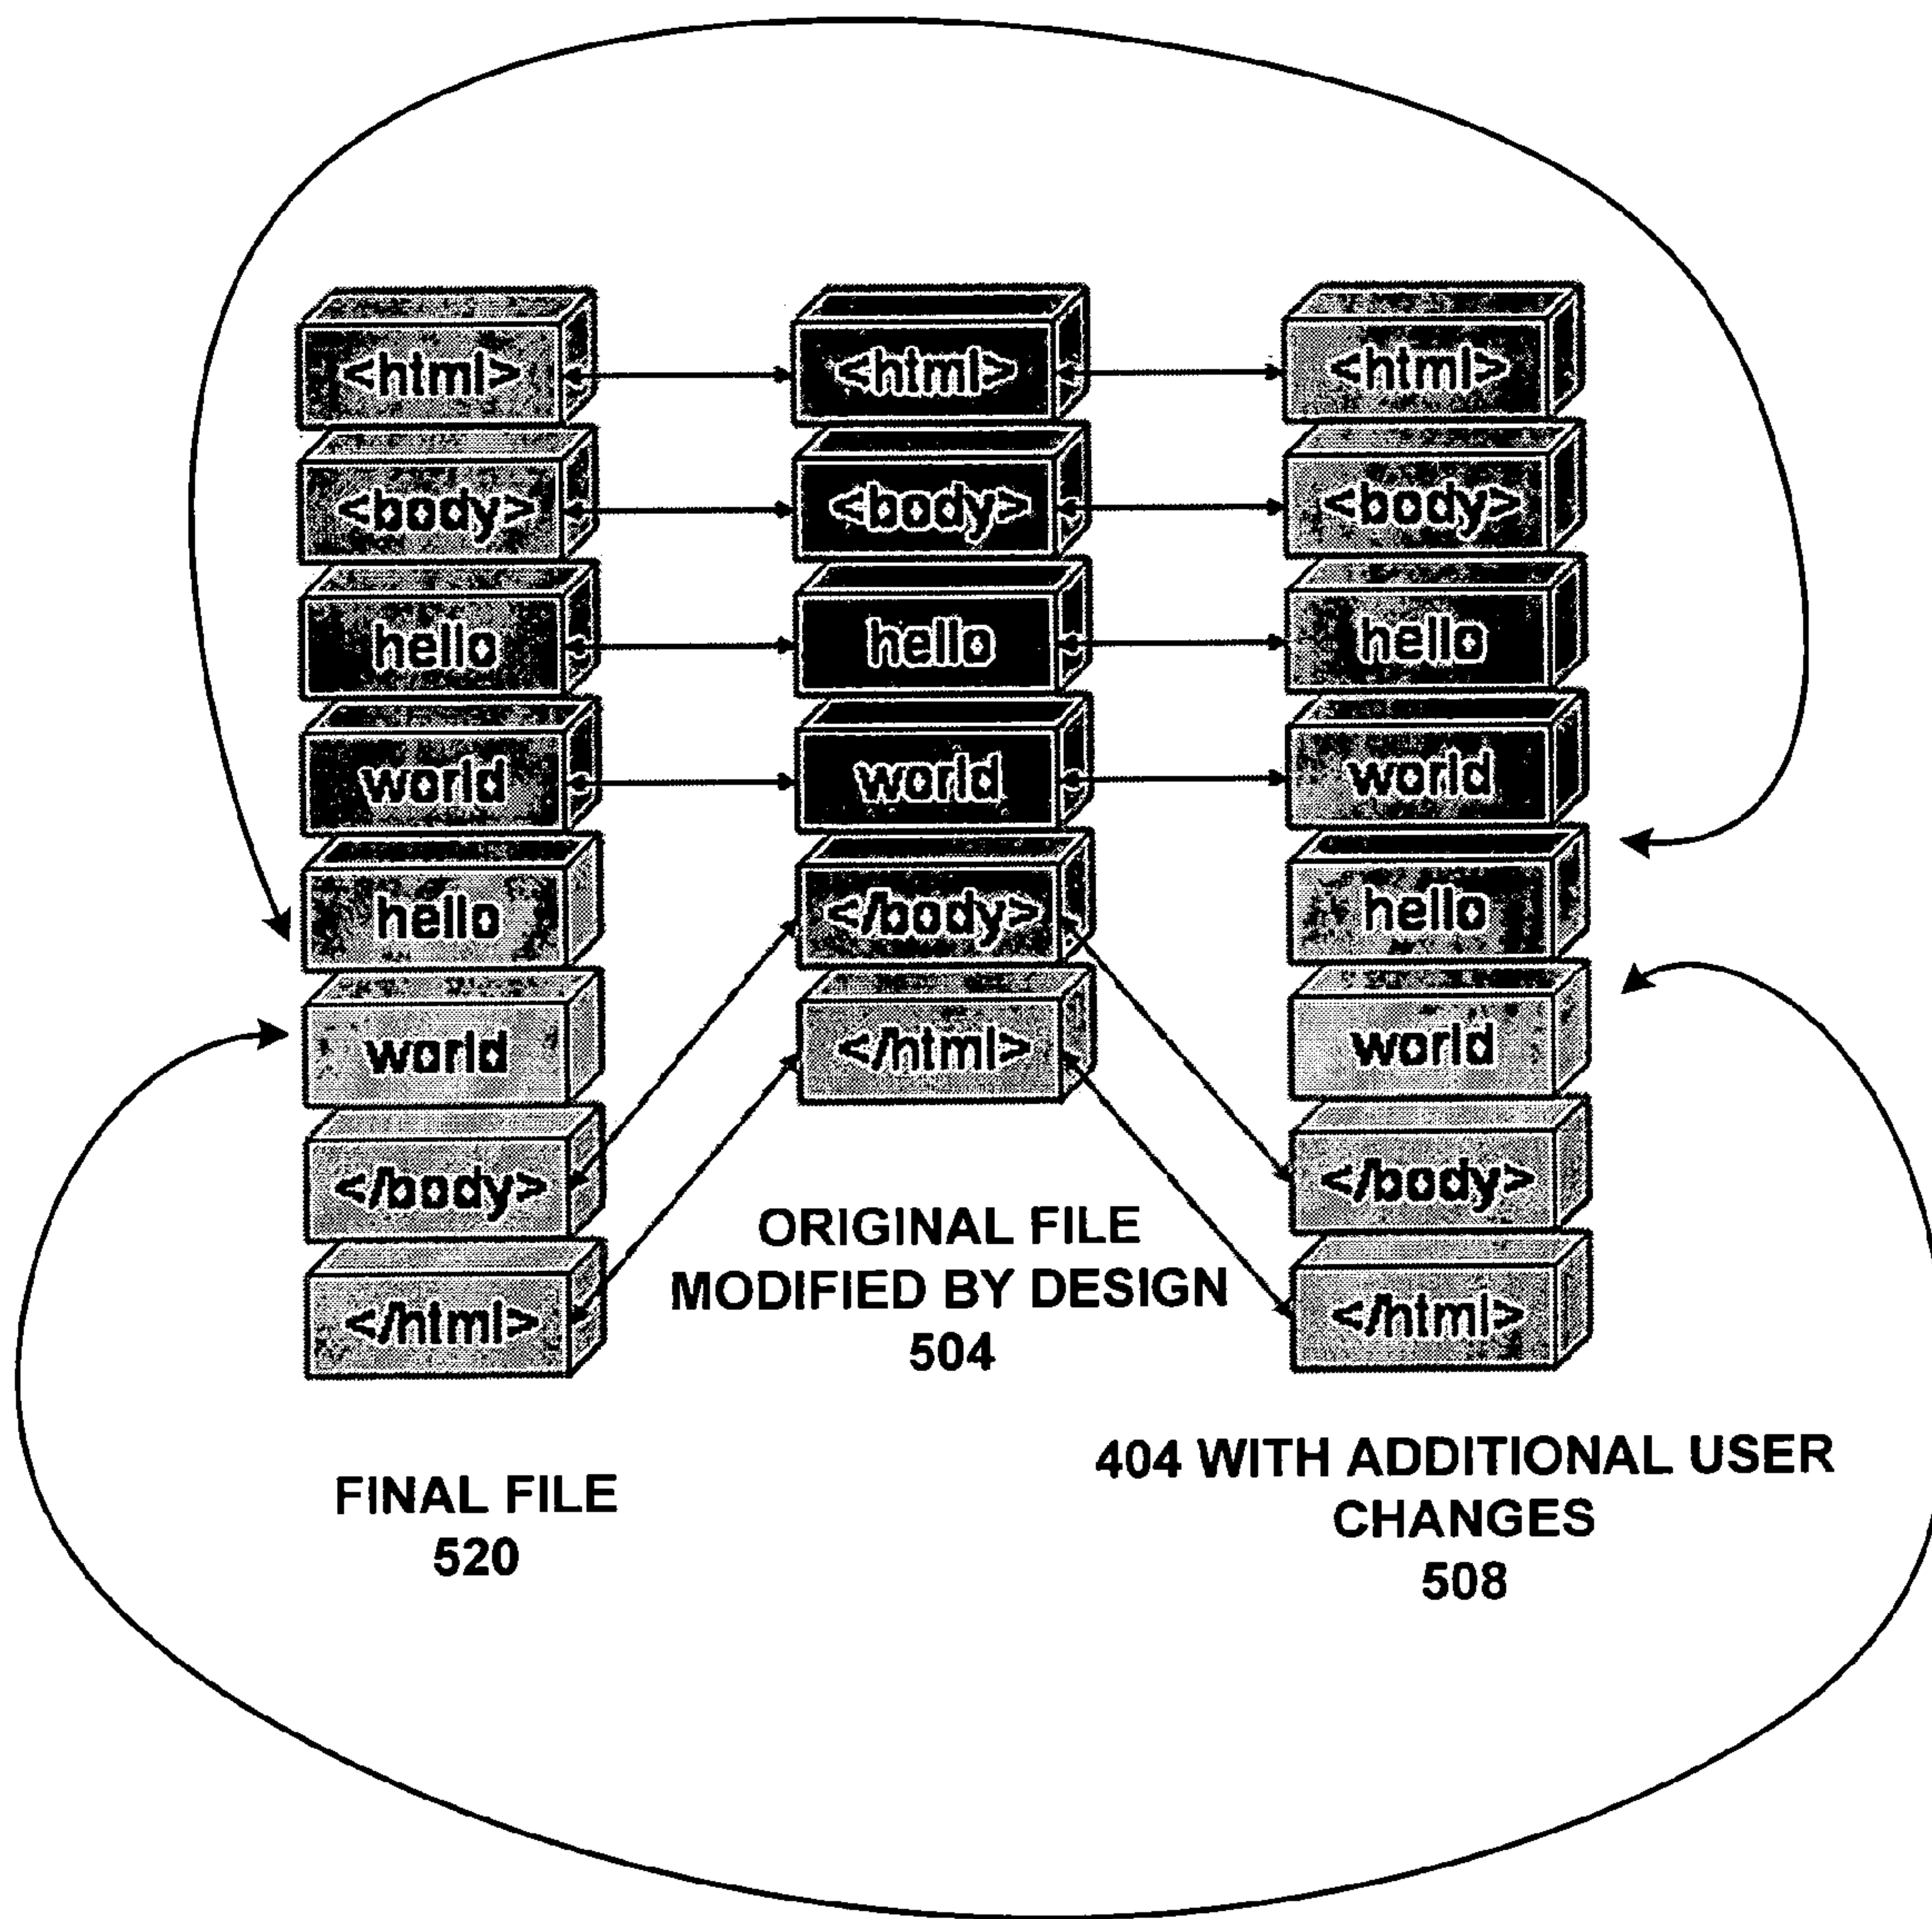 <html>
<body>
hello
world
hello
world
</body>
</html>
FINAL FILE
520
<html>
<body>
hello
world
</body>
</html>
ORIGINAL FILE
MODIFIED BY DESIGN
504
<html>
<body>
hello
world
hello
world
</body>
</html>
404 WITH ADDITIONAL USER
CHANGES
508